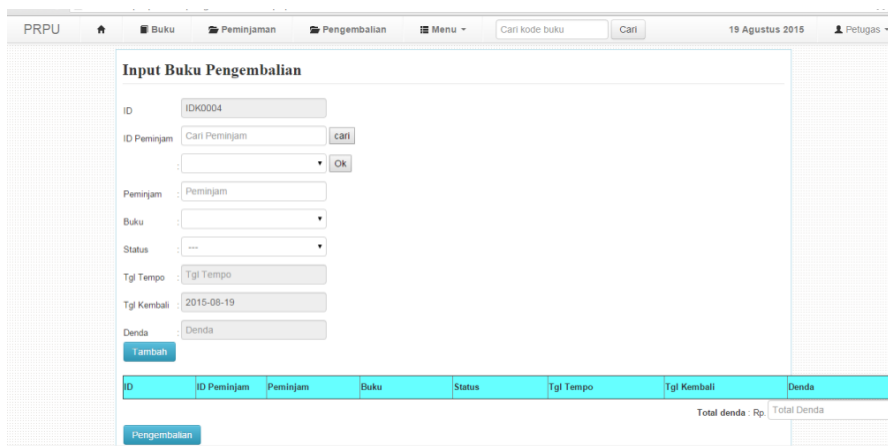 PRPU Buku Peminjaman Pengembalian Menu Cari kode buku Cari 19 Agustus 2015 Petugas
Input Buku Pengembalian
ID IDK0004
ID Peminjam Cari Peminjam cari
: Ok
Peminjam : Peminjam
Buku :
Status : ---
Tgl Tempo : Tgl Tempo
Tgl Kembali : 2015-08-19
Denda : Denda
Tambah
ID ID Peminjam Peminjam Buku Status Tgl Tempo Tgl Kembali Denda
Total denda : Rp. Total Denda
Pengembalian